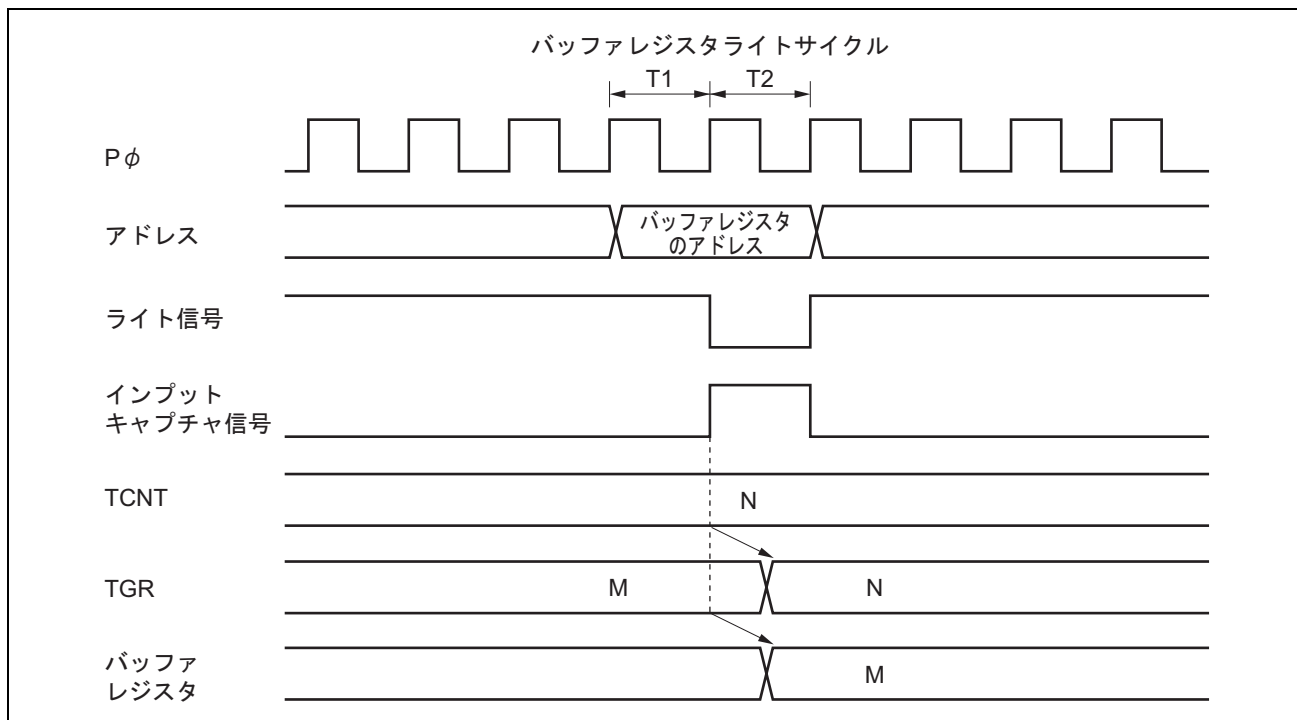 バッファレジスタライトサイクル
T1 T2
Pφ
アドレス
バッファレジスタ
のアドレス
ライト信号
インプット
キャプチャ信号
TCNT
N
TGR
M N
バッファ
レジスタ
M